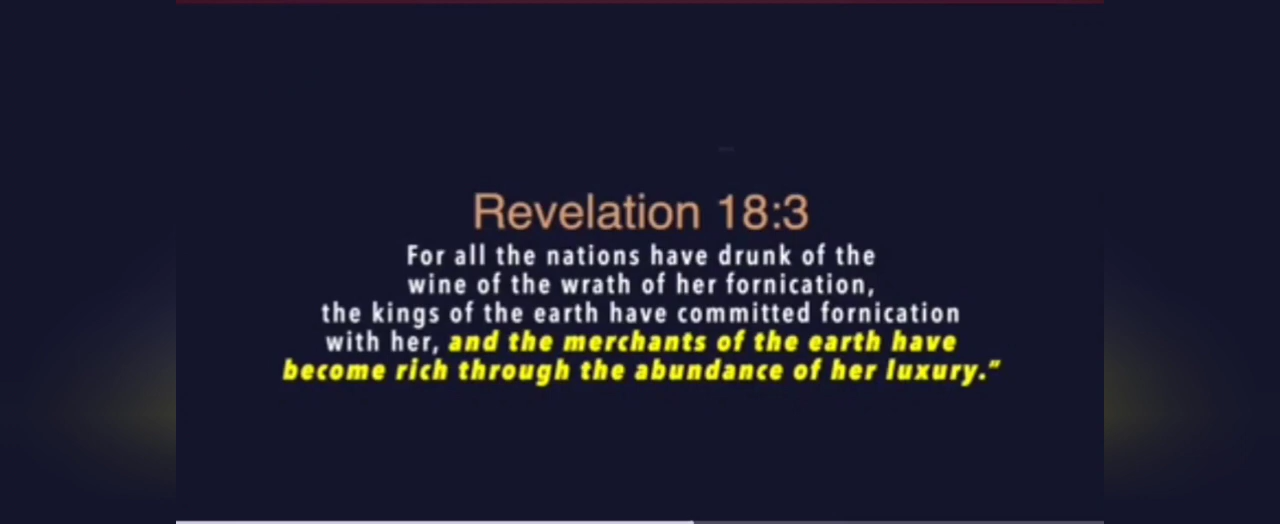 Revelation 18:3
For all the nations have drunk of the
wine of the wrath of her fornication,
the kings of the earth have committed fornication
with her, and the merchants of the earth have
become rich through the abundance of her luxury.”